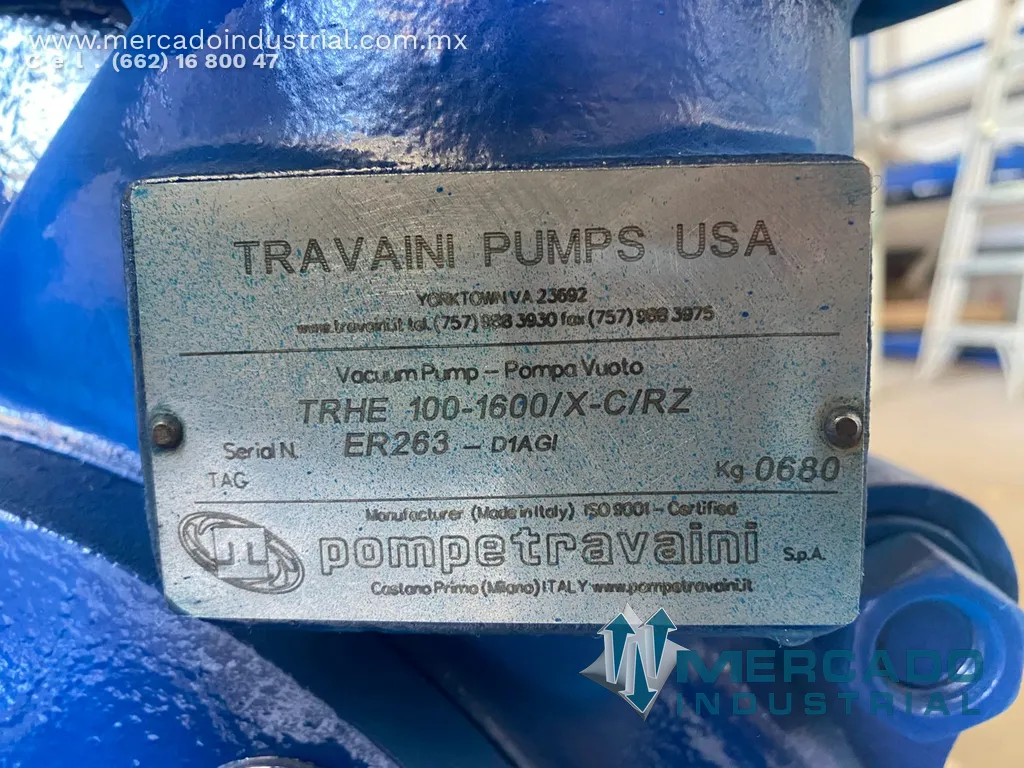 www.mercadoindustrial.com.mx
Cel. (662) 16 800 47
TRAVAINI PUMPS USA
YORKTOWN VA 23692
www.travaini.it tel. (757) 988 3930 fax (757) 988 3975
Vacuum Pump - Pompa Vuoto
TRHE 100-1600/X-C/RZ
Serial N. ER263 - D1AGI
TAG Kg 0680
Manufacturer (Made in Italy) ISO 9001 - Certified
pompetravaini S.p.A.
Castano Primo (Milano) ITALY www.pompetravaini.it
MERCADO
INDUSTRIAL